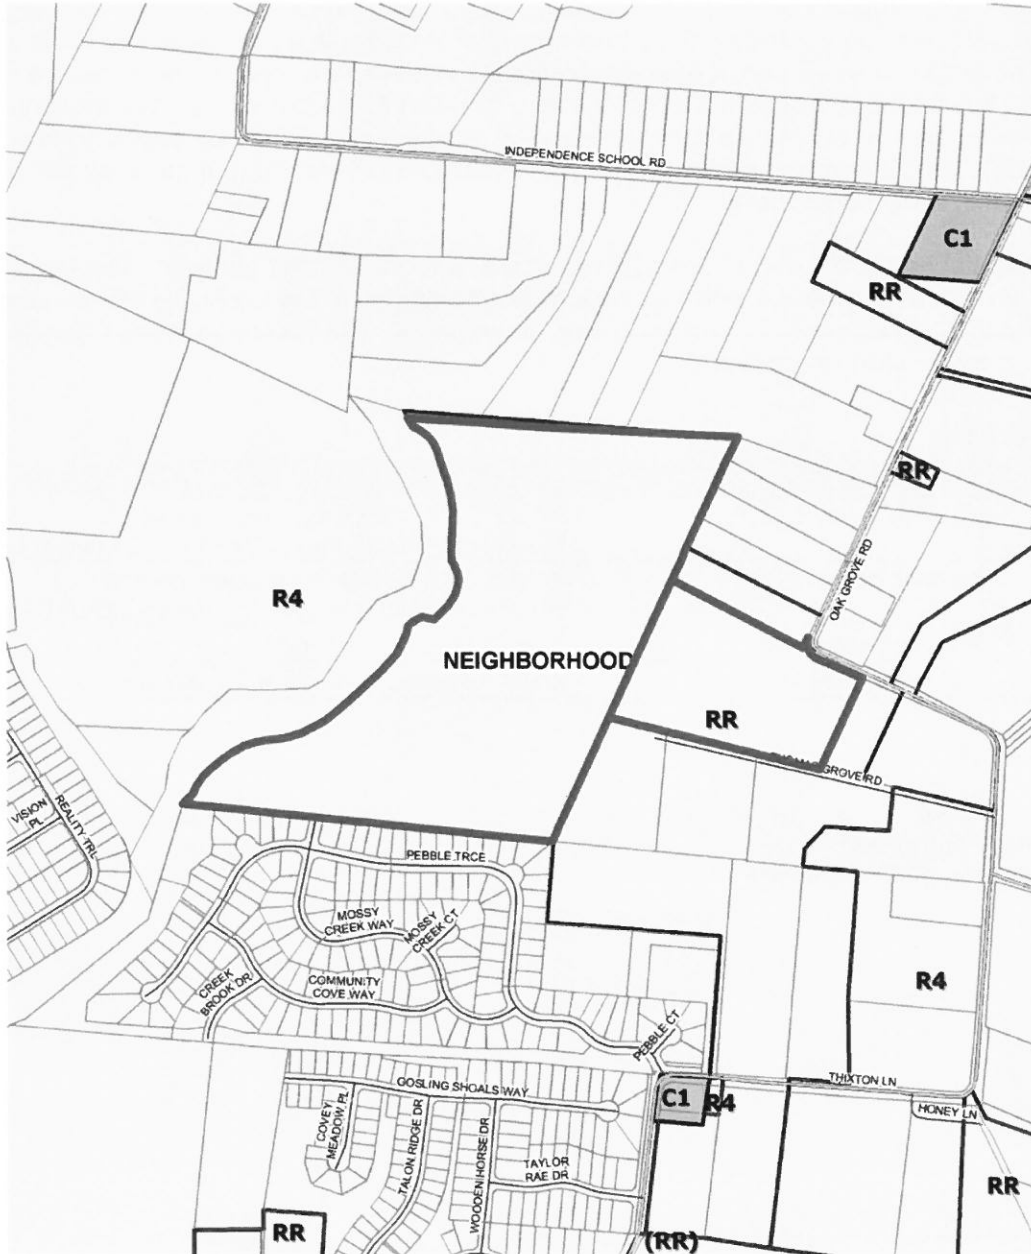 INDEPENDENCE SCHOOL RD
C1
RR
RR
OAK GROVE RD
R4
NEIGHBORHOOD
RR
GROVE RD
VISION
PL
REALITY TRL
PEBBLE TRCE
MOSSY
CREEK WAY
MOSSY
CREEK CT
CREEK
BROOK DR
COMMUNITY
COVE WAY
R4
PEBBLE CT
THIXTON LN
GOSLING SHOALS WAY
C1
R4
HONEY LN
COVEY
MEADOW PL
TALON RIDGE DR
WOODEN HORSE DR
TAYLOR
RAE DR
RR
RR
(RR)